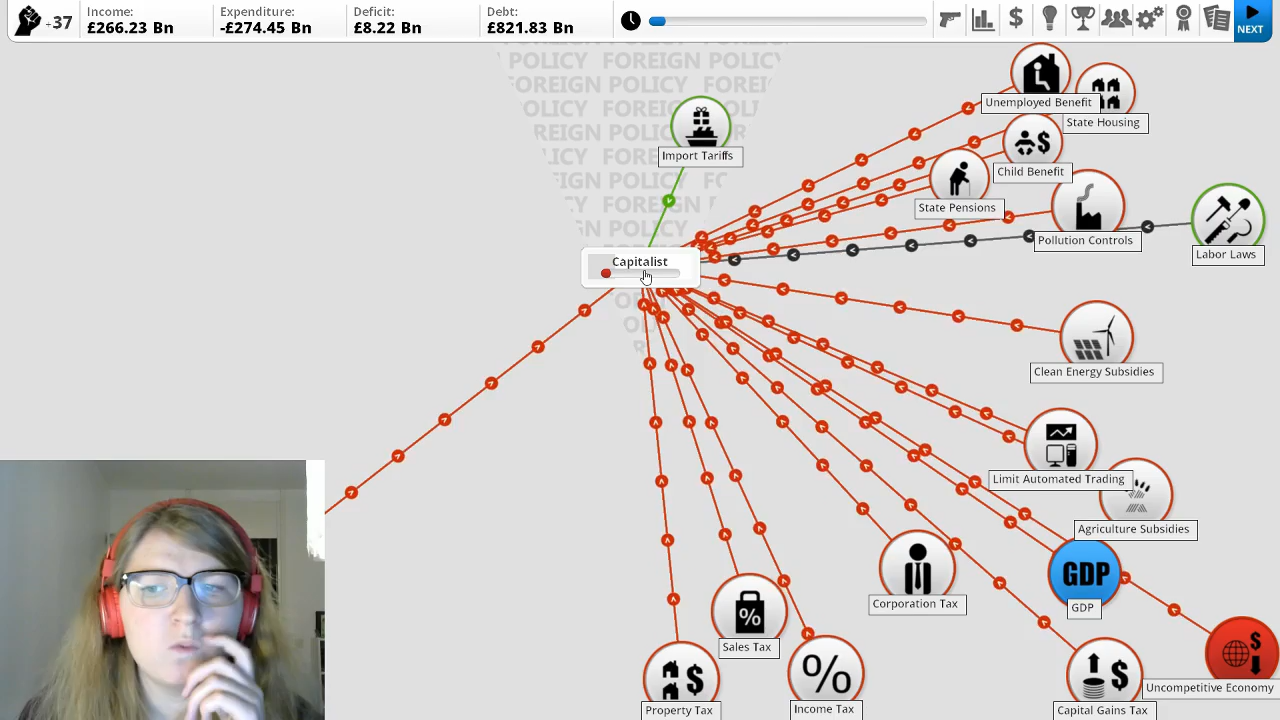 +37
Income:
£266.23 Bn
Expenditure:
-£274.45 Bn
Deficit:
£8.22 Bn
Debt:
£821.83 Bn
NEXT
FOREIGN POLICY
Import Tariffs
Capitalist
Unemployed Benefit
State Housing
Child Benefit
State Pensions
Pollution Controls
Labor Laws
Clean Energy Subsidies
Limit Automated Trading
Agriculture Subsidies
GDP
GDP
Corporation Tax
Uncompetitive Economy
Sales Tax
Property Tax
Income Tax
Capital Gains Tax